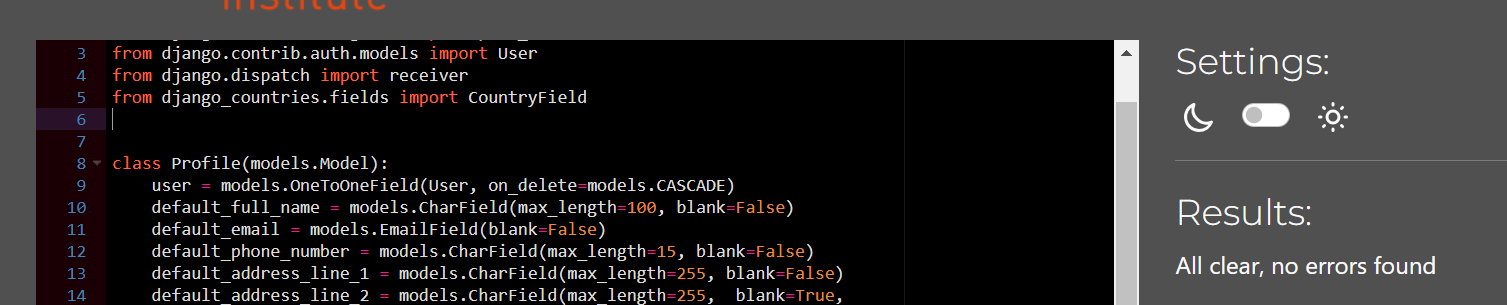 Institute
3 from django.contrib.auth.models import User
4 from django.dispatch import receiver
5 from django_countries.fields import CountryField
6
7
8 class Profile(models.Model):
9     user = models.OneToOneField(User, on_delete=models.CASCADE)
10     default_full_name = models.CharField(max_length=100, blank=False)
11     default_email = models.EmailField(blank=False)
12     default_phone_number = models.CharField(max_length=15, blank=False)
13     default_address_line_1 = models.CharField(max_length=255, blank=False)
14     default_address_line_2 = models.CharField(max_length=255,  blank=True,
Settings:
Results:
All clear, no errors found